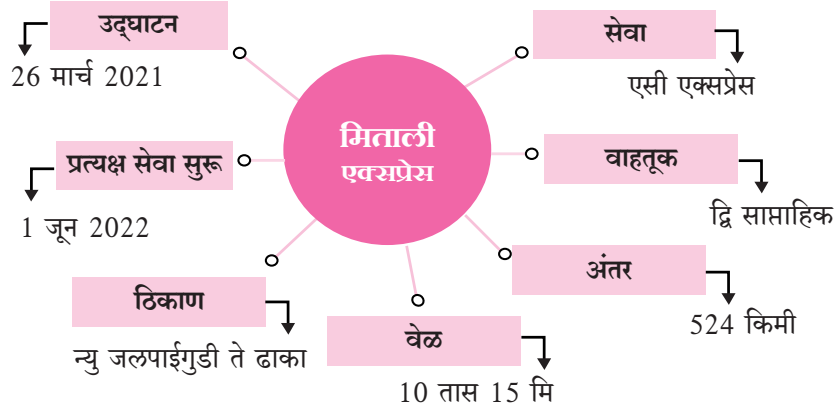 मिताली
एक्सप्रेस
उद्‌घाटन
26 मार्च 2021
प्रत्यक्ष सेवा सुरू
1 जून 2022
ठिकाण
न्यु जलपाईगुडी ते ढाका
वेळ
10 तास 15 मि
अंतर
524 किमी
वाहतूक
द्वि साप्ताहिक
सेवा
एसी एक्सप्रेस